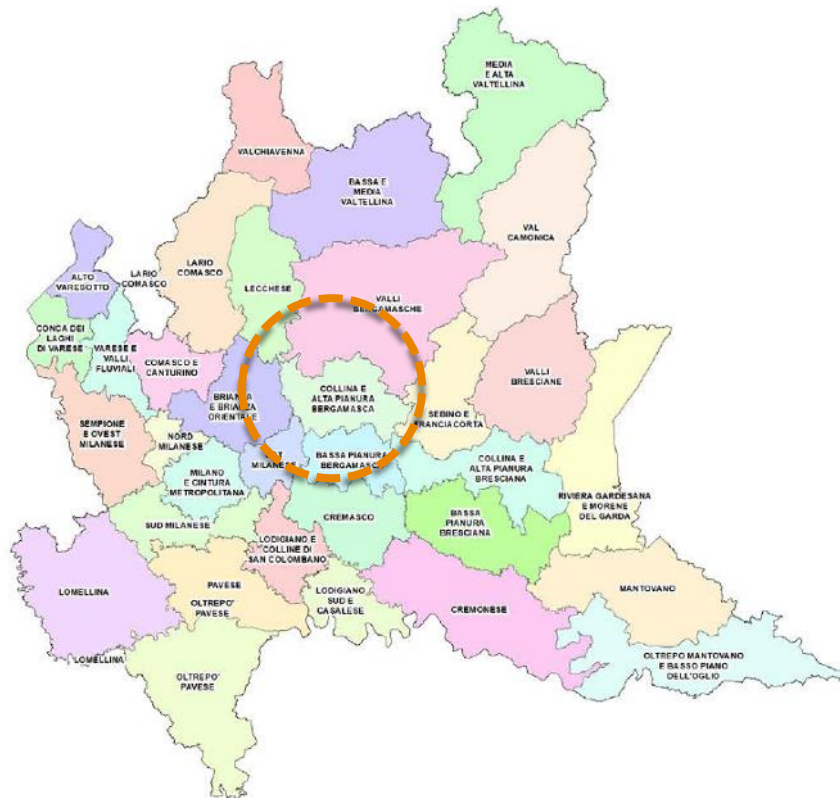 MEDIA
E ALTA
VALTELLINA
VALCHIAVENNA
BASSA E
MEDIA
VALTELLINA
VAL
CAMONICA
LARIO
COMASCO
LARIO
COMASCO
ALTO
VARESOTTO
LECCHESE
VALLI
BERGAMASCHE
CONCA DEI
LAGHI
DI VARESE
VARESE E
VALLI
FLUVIALI
COMASCO E
CANTURINO
VALLI
BRESCIANE
COLLINA E
ALTA PIANURA
BERGAMASCA
BRIANZA
E BRIANZA
ORIENTALE
SEBINO E
FRANCIACORTA
SEMPIONE
E OVEST
MILANESE
NORD
MILANESE
MILANESE
BASSA PIANURA
BERGAMASCA
COLLINA E
ALTA PIANURA
BRESCIANA
MILANO
E CINTURA
METROPOLITANA
RIVIERA GARDESANA
E MORENE
DEL GARDA
SUD MILANESE
CREMASCO
BASSA
PIANURA
BRESCIANA
LODIGIANO E
COLLINE DI
SAN COLOMBANO
LOMELLINA
PAVESE
OLTREPO'
PAVESE
LODIGIANO
SUD E
CASALESE
CREMONESE
MANTOVANO
LOMELLINA
OLTREPO MANTOVANO
E BASSO PIANO
DELL'OGLIO
OLTREPO'
PAVESE